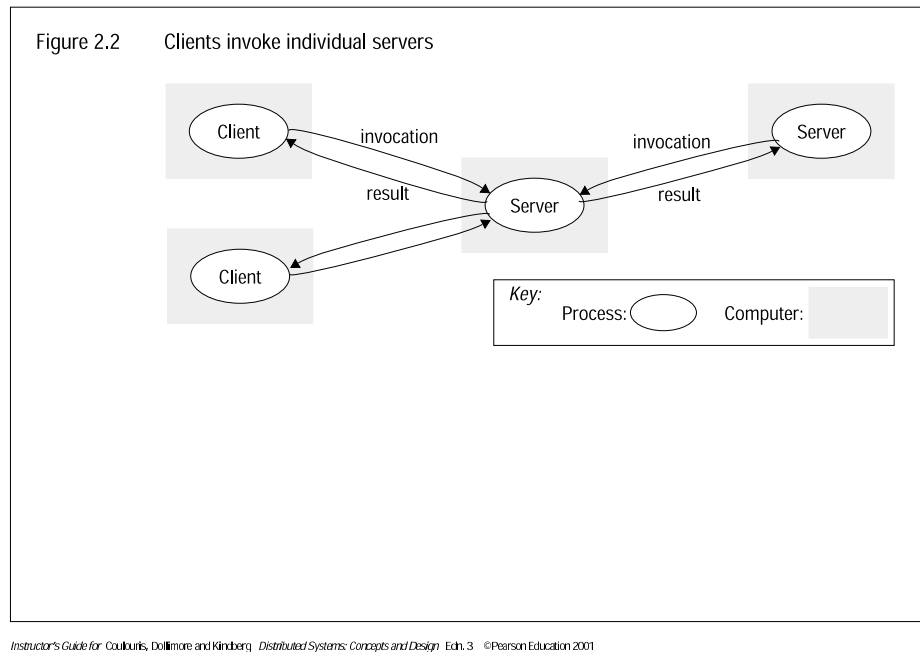 Figure 2.2 Clients invoke individual servers
Client
invocation
result
Server
invocation
result
Server
Client
Key:
Process:
Computer:
Instructor's Guide for Coulouris, Dollimore and Kindberg Distributed Systems: Concepts and Design Edn. 3 ©Pearson Education 2001